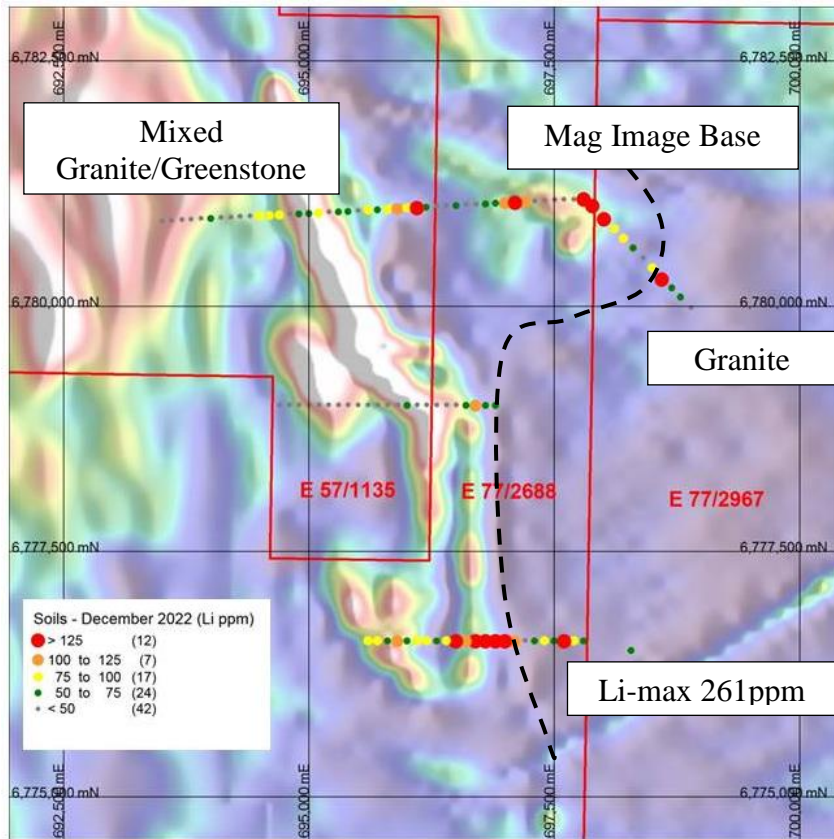 692,500 mE
695,000 mE
697,500 mE
700,000 mE
6,782,500 mN
6,782,500 mN
Mixed
Granite/Greenstone
Mag Image Base
6,780,000 mN
6,780,000 mN
Granite
E 57/1135
E 77/2688
E 77/2967
6,777,500 mN
6,777,500 mN
Soils - December 2022 (Li ppm)
> 125 (12)
100 to 125 (7)
75 to 100 (17)
50 to 75 (24)
< 50 (42)
Li-max 261ppm
6,775,000 mN
6,775,000 mN
692,500 mE
695,000 mE
697,500 mE
700,000 mE